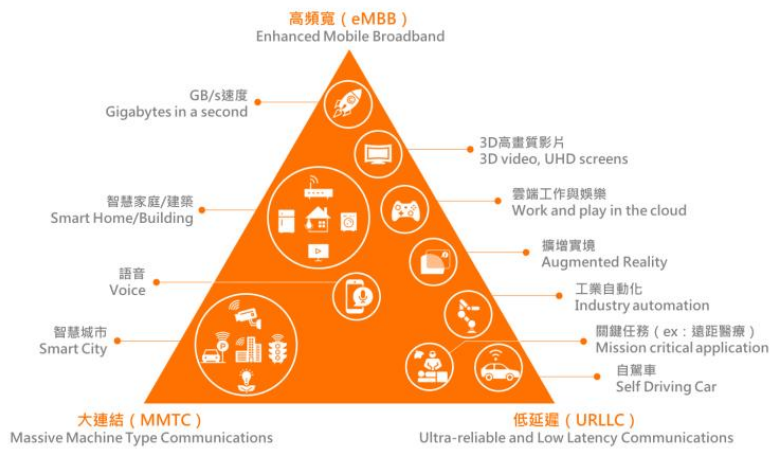 高頻寬（eMBB）
Enhanced Mobile Broadband
GB/s速度
Gigabytes in a second
3D高畫質影片
3D video, UHD screens
智慧家庭/建築
Smart Home/Building
雲端工作與娛樂
Work and play in the cloud
擴增實境
Augmented Reality
語音
Voice
工業自動化
Industry automation
智慧城市
Smart City
關鍵任務（ex：遠距醫療）
Mission critical application
自駕車
Self Driving Car
大連結（MMTC）
Massive Machine Type Communications
低延遲（URLLC）
Ultra-reliable and Low Latency Communications